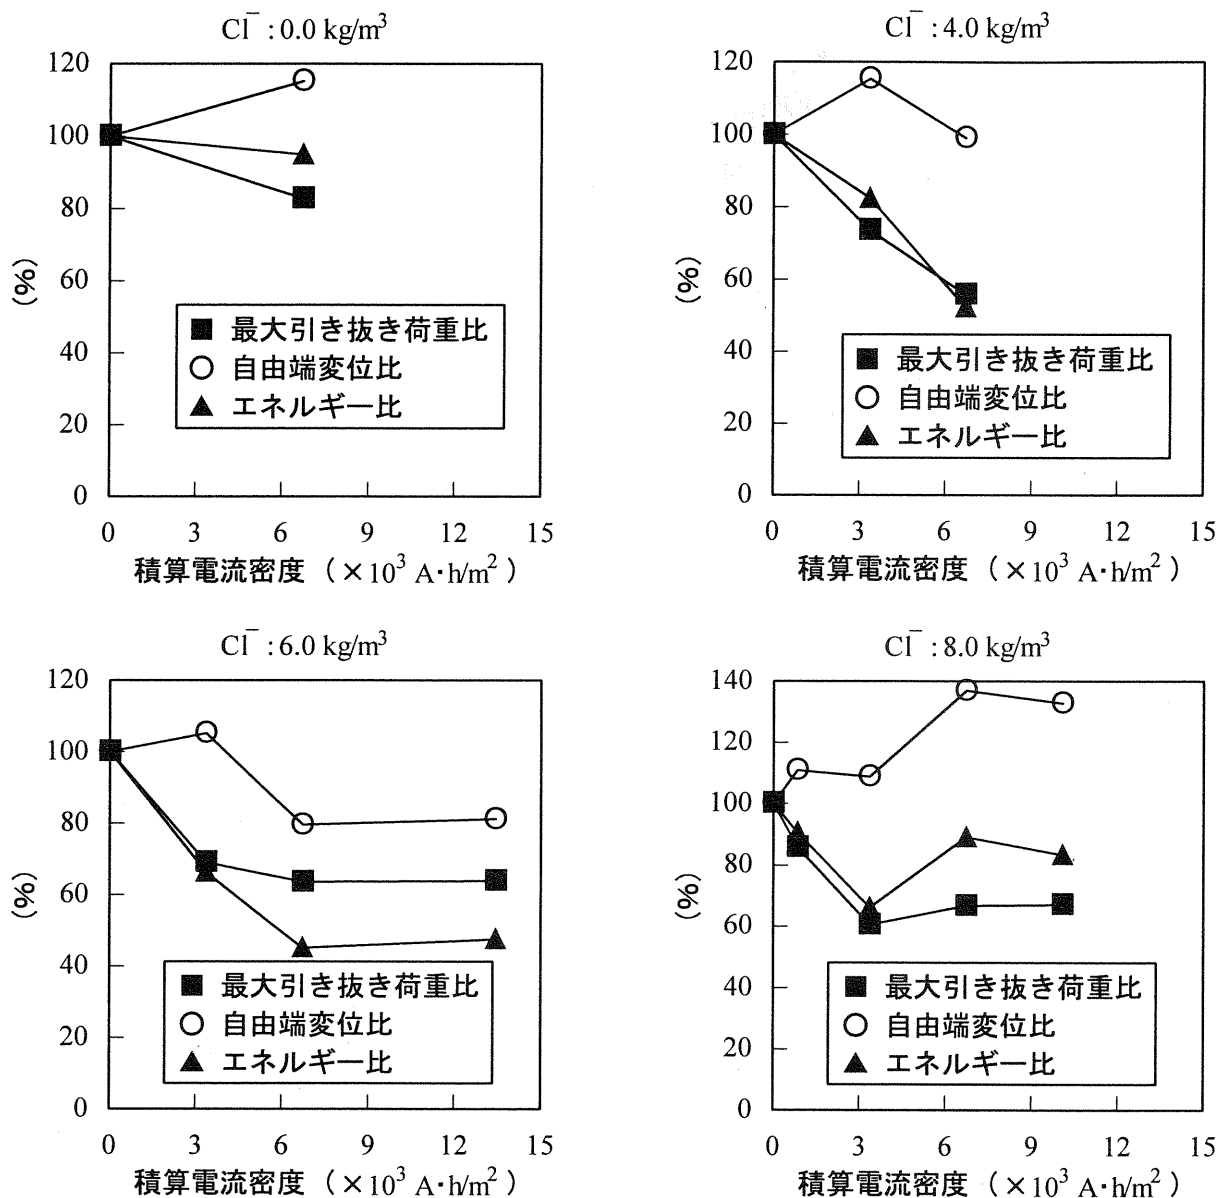 Cl⁻ : 0.0 kg/m³
120
100
80
60
40
20
0
(%)
■ 最大引き抜き荷重比
○ 自由端変位比
▲ エネルギー比
0 3 6 9 12 15
積算電流密度 (×10³ A·h/m²)
Cl⁻ : 4.0 kg/m³
120
100
80
60
40
20
0
(%)
■ 最大引き抜き荷重比
○ 自由端変位比
▲ エネルギー比
0 3 6 9 12 15
積算電流密度 (×10³ A·h/m²)
Cl⁻ : 6.0 kg/m³
120
100
80
60
40
20
0
(%)
■ 最大引き抜き荷重比
○ 自由端変位比
▲ エネルギー比
0 3 6 9 12 15
積算電流密度 (×10³ A·h/m²)
Cl⁻ : 8.0 kg/m³
140
120
100
80
60
40
20
0
(%)
■ 最大引き抜き荷重比
○ 自由端変位比
▲ エネルギー比
0 3 6 9 12 15
積算電流密度 (×10³ A·h/m²)